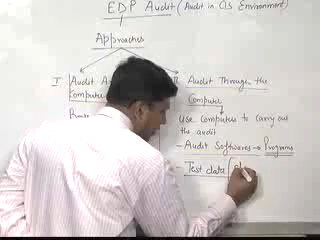 EDP Audit (Audit in CIS Environment)
Approaches
I Audit A
Computer
II Audit Through the
Computer
Use Computers to Carry out
the audit
- Audit Softwares → Programs
- Test data